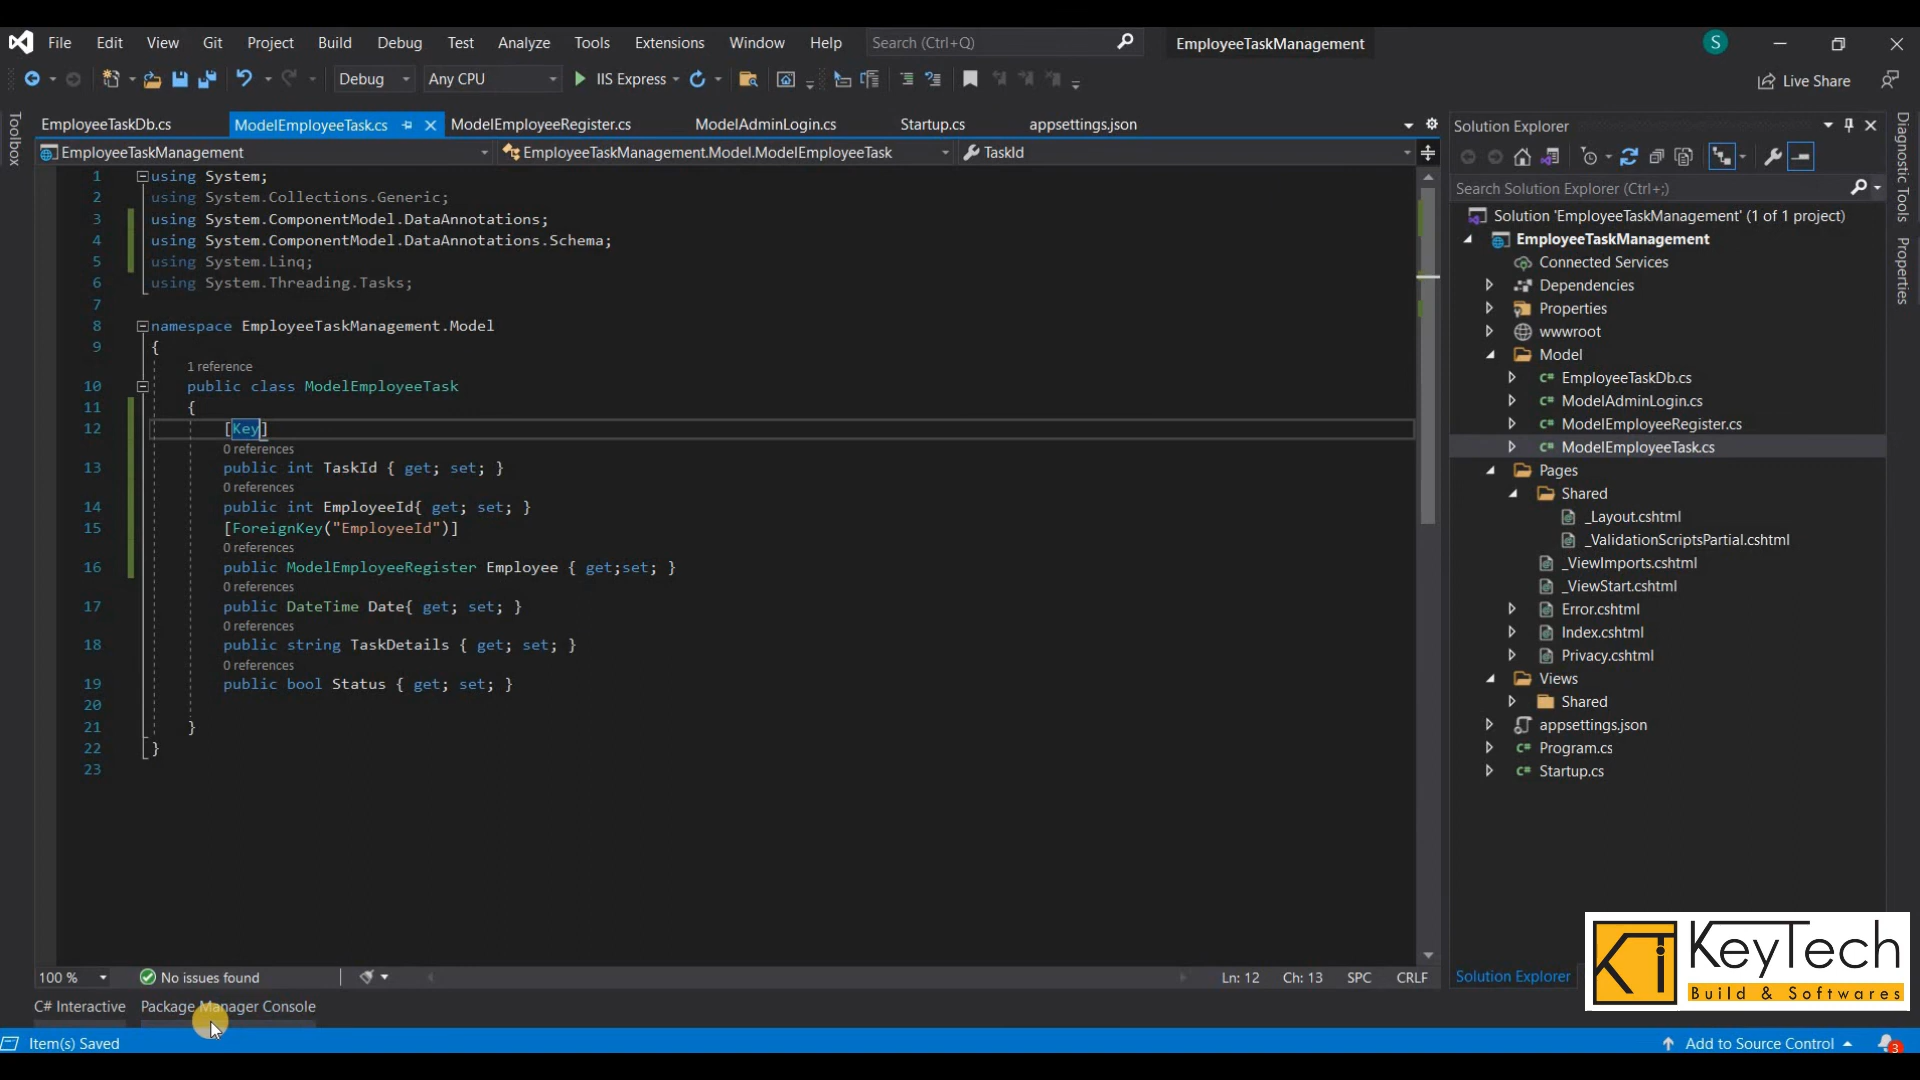 File Edit View Git Project Build Debug Test Analyze Tools Extensions Window Help Search (Ctrl+Q) EmployeeTaskManagement S
Debug Any CPU IIS Express Live Share
EmployeeTaskDb.cs ModelEmployeeTask.cs ModelEmployeeRegister.cs ModelAdminLogin.cs Startup.cs appsettings.json
EmployeeTaskManagement EmployeeTaskManagement.Model.ModelEmployeeTask TaskId
Toolbox
1 using System;
2 using System.Collections.Generic;
3 using System.ComponentModel.DataAnnotations;
4 using System.ComponentModel.DataAnnotations.Schema;
5 using System.Linq;
6 using System.Threading.Tasks;
7
8 namespace EmployeeTaskManagement.Model
9 {
1 reference
10 public class ModelEmployeeTask
11 {
12 [Key]
0 references
13 public int TaskId { get; set; }
0 references
14 public int EmployeeId{ get; set; }
15 [ForeignKey("EmployeeId")]
0 references
16 public ModelEmployeeRegister Employee { get;set; }
0 references
17 public DateTime Date{ get; set; }
0 references
18 public string TaskDetails { get; set; }
0 references
19 public bool Status { get; set; }
20
21 }
22 }
23
100 % No issues found Ln: 12 Ch: 13 SPC CRLF
C# Interactive Package Manager Console
Item(s) Saved Add to Source Control 3
Solution Explorer
Search Solution Explorer (Ctrl+;)
Solution 'EmployeeTaskManagement' (1 of 1 project)
EmployeeTaskManagement
Connected Services
Dependencies
Properties
wwwroot
Model
C# EmployeeTaskDb.cs
C# ModelAdminLogin.cs
C# ModelEmployeeRegister.cs
C# ModelEmployeeTask.cs
Pages
Shared
_Layout.cshtml
_ValidationScriptsPartial.cshtml
_ViewImports.cshtml
_ViewStart.cshtml
Error.cshtml
Index.cshtml
Privacy.cshtml
Views
Shared
appsettings.json
C# Program.cs
C# Startup.cs
Solution Explorer
Diagnostic Tools
Properties
KeyTech
Build & Softwares